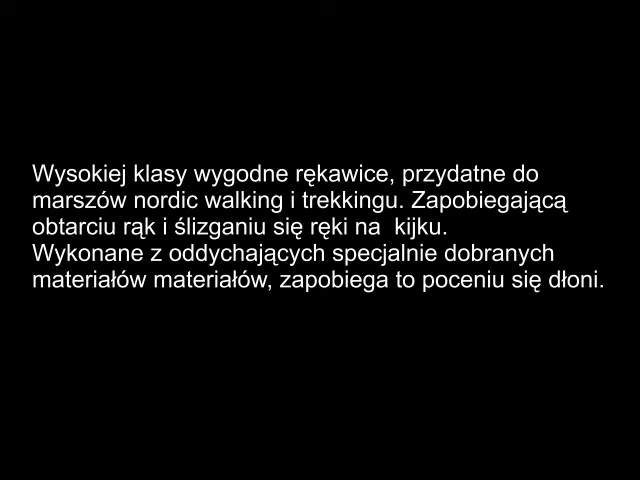 Wysokiej klasy wygodne rękawice, przydatne do
marszów nordic walking i trekkingu. Zapobiegającą
obtarciu rąk i ślizganiu się ręki na  kijku.
Wykonane z oddychających specjalnie dobranych
materiałów materiałów, zapobiega to poceniu się dłoni.